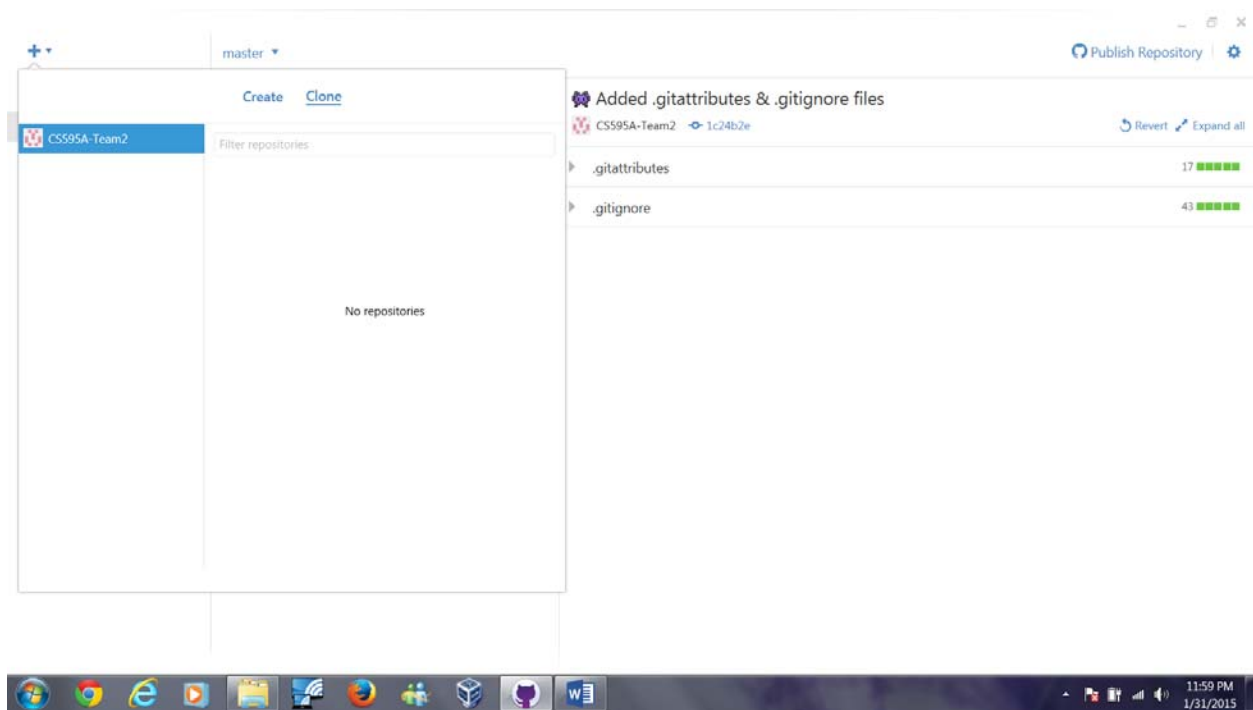 master
Publish Repository
Create Clone
CS595A-Team2
Filter repositories
No repositories
Added .gitattributes & .gitignore files
CS595A-Team2 1c24b2e
Revert Expand all
.gitattributes 17
.gitignore 43
11:59 PM
1/31/2015